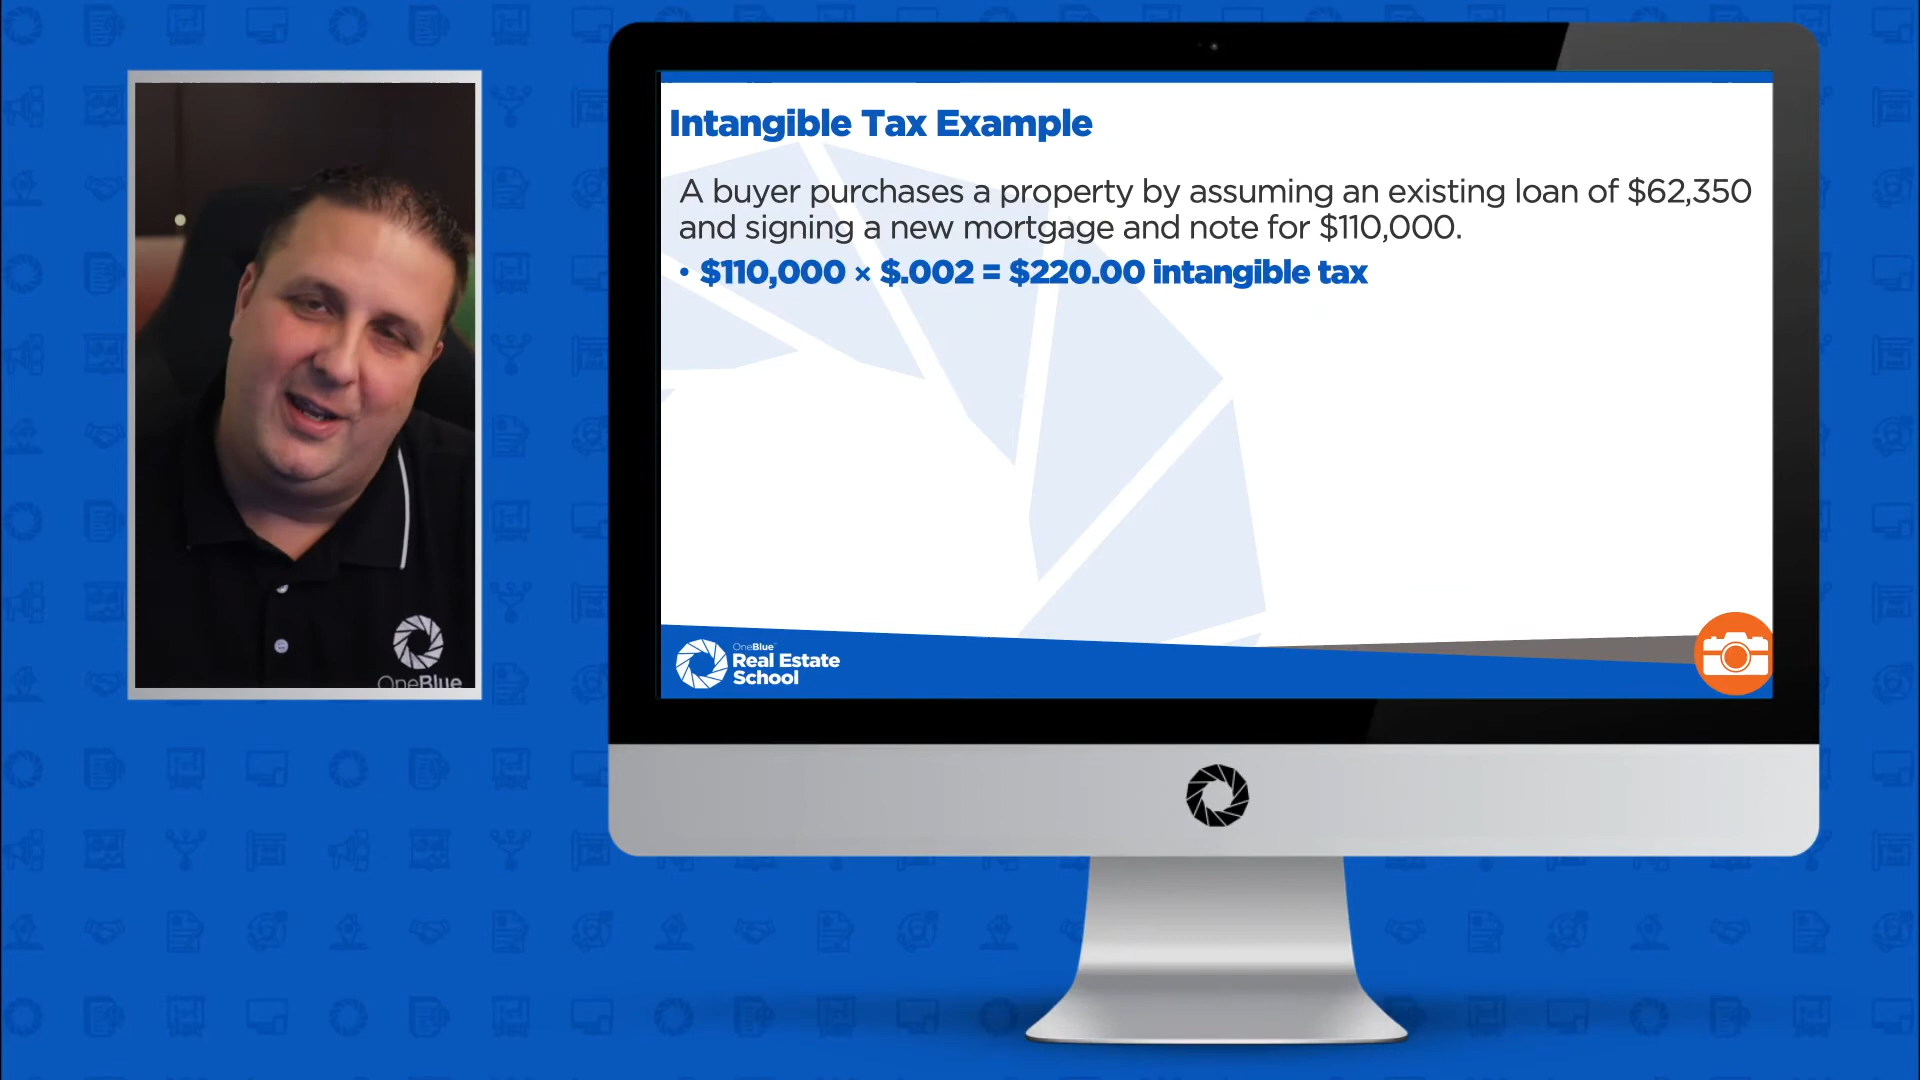 Intangible Tax Example
A buyer purchases a property by assuming an existing loan of $62,350
and signing a new mortgage and note for $110,000.
• $110,000 × $.002 = $220.00 intangible tax
OneBlue™
Real Estate
School
OneBlue